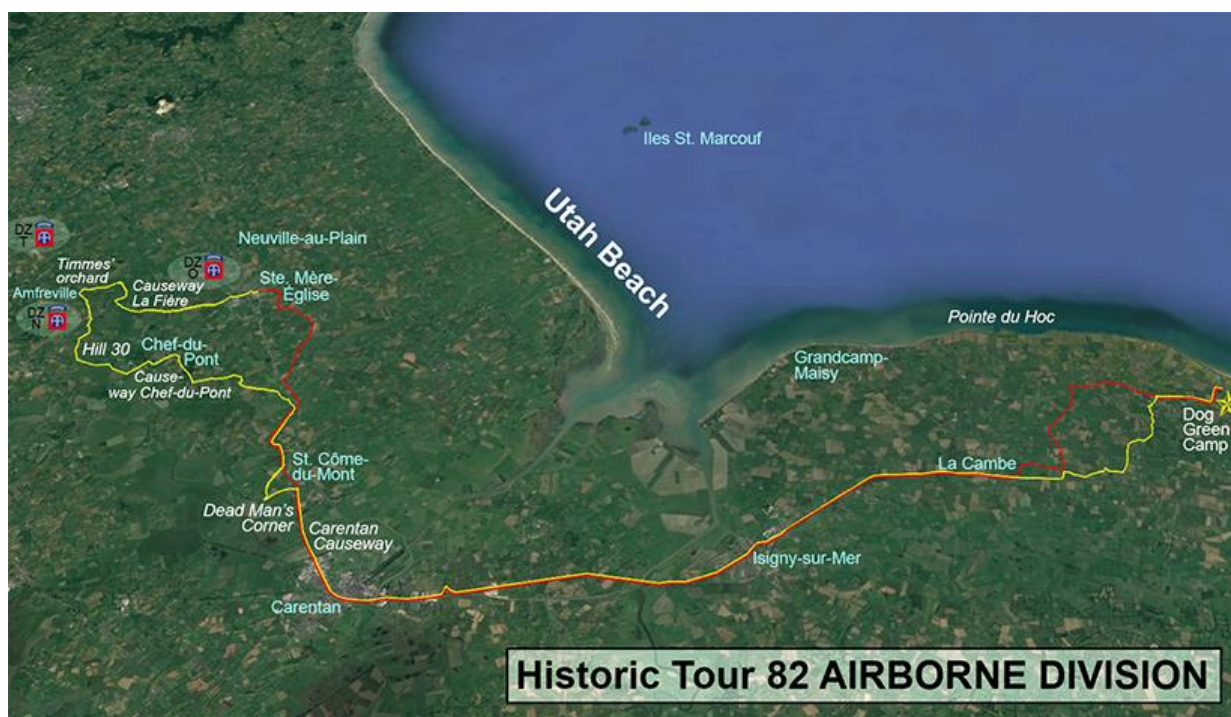 Iles St. Marcouf
Utah Beach
DZ
T
Neuville-au-Plain
Timmes'
orchard
DZ
O
Causeway
La Fière
Ste. Mère-
Église
Amfreville
DZ
N
Hill 30
Chef-du-
Pont
Cause-
way Chef-du-Pont
Pointe du Hoc
Grandcamp-
Maisy
Dog
Green
Camp
La Cambe
St. Côme-
du-Mont
Dead Man's
Corner
Carentan
Causeway
Isigny-sur-Mer
Carentan
Historic Tour 82 AIRBORNE DIVISION